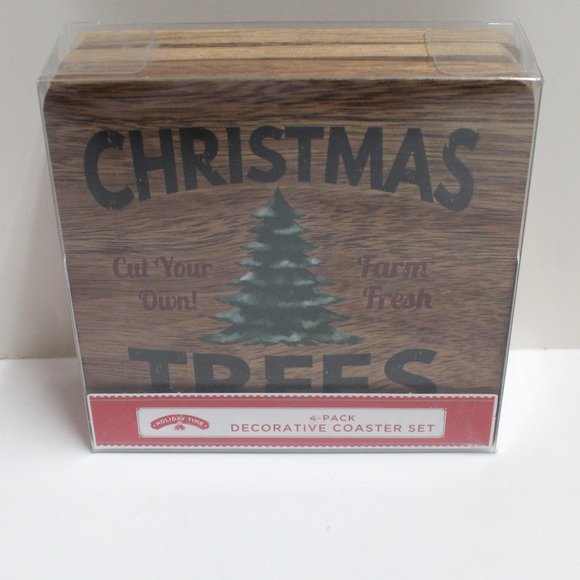 CHRISTMAS
Cut Your
Own!
Farm
Fresh
TREES
HOLIDAY TIME
4-PACK
DECORATIVE COASTER SET